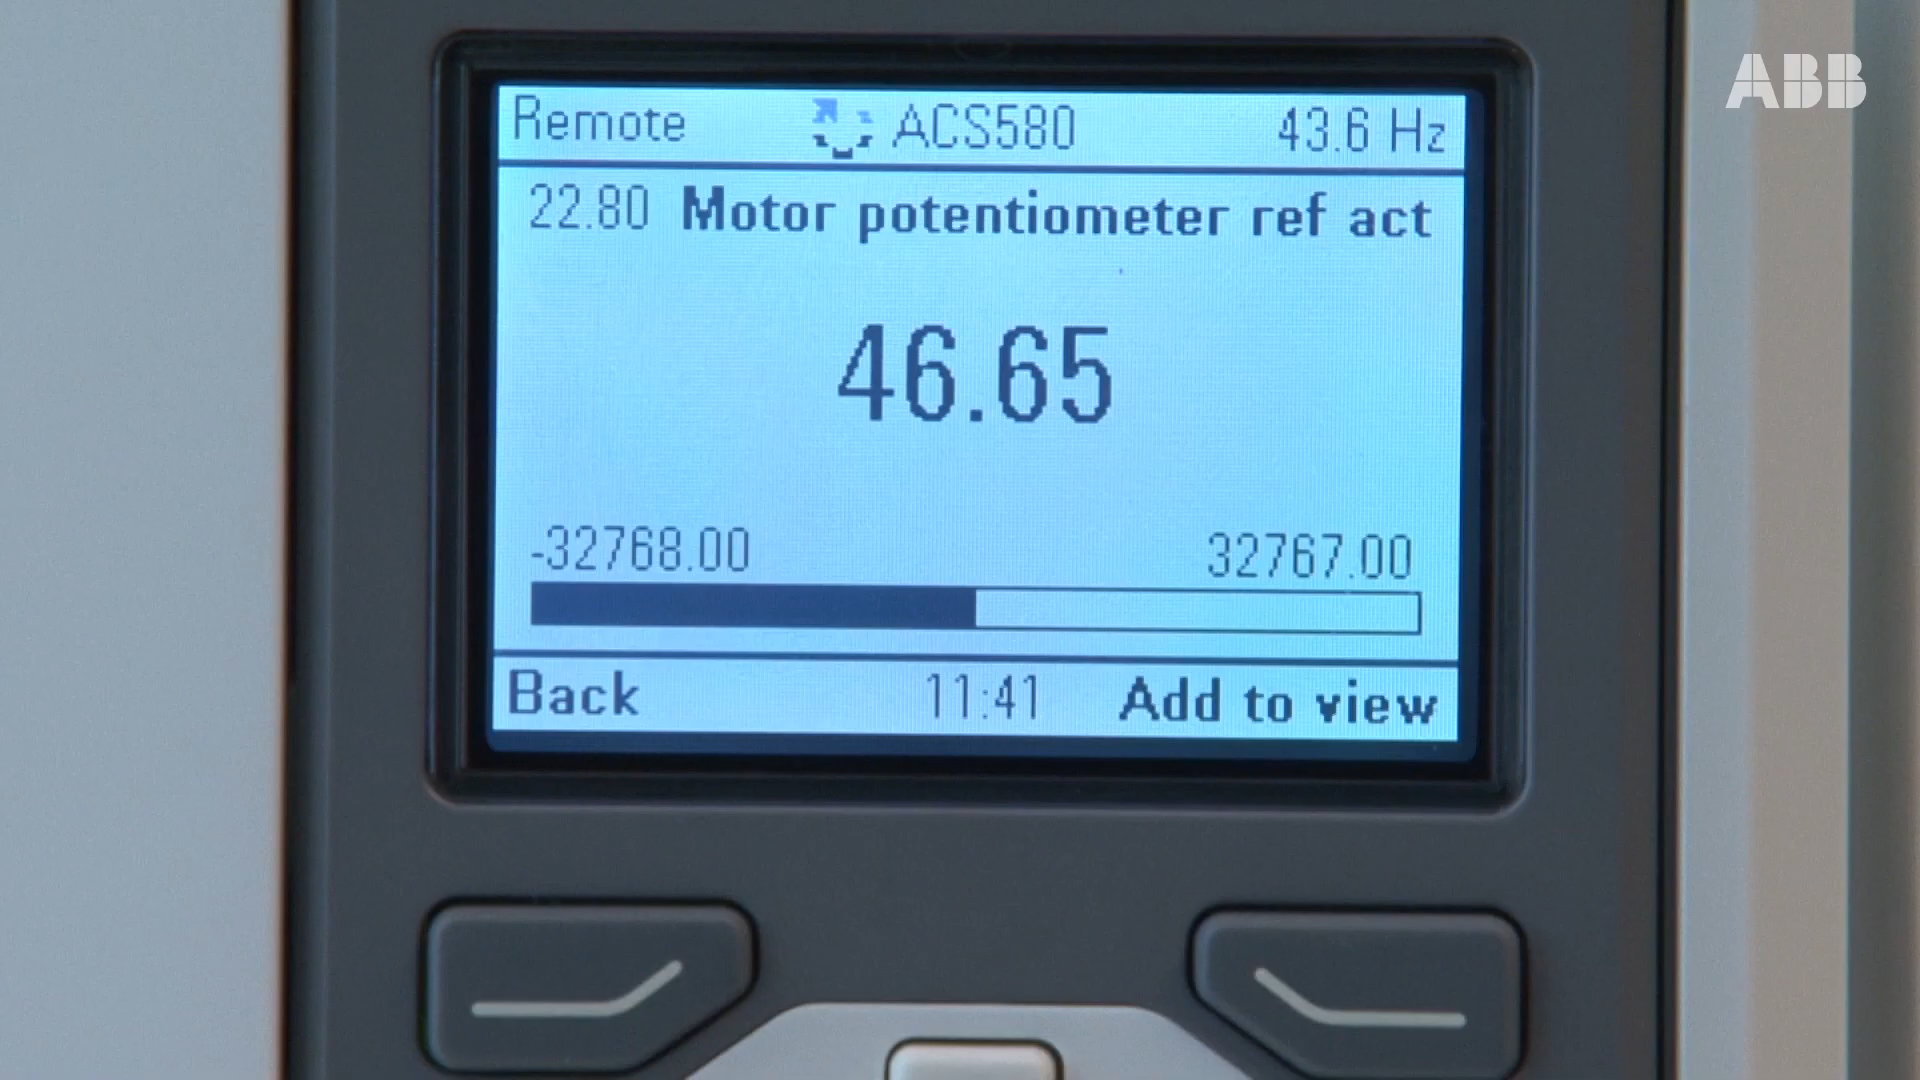 ABB
Remote ACS580 43.6 Hz
22.80 Motor potentiometer ref act
46.65
-32768.00 32767.00
Back 11:41 Add to view